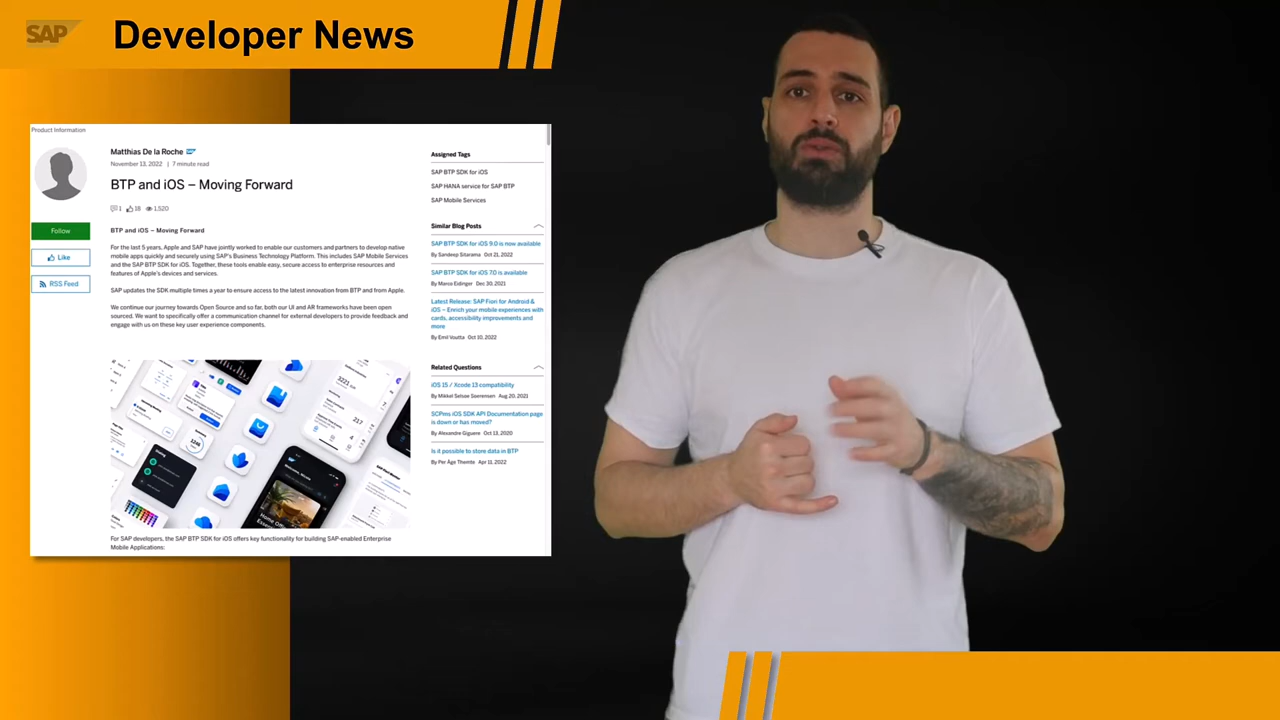 SAP
Developer News
Product Information
Matthias De la Roche SAP
November 13, 2022 | 7 minute read
BTP and iOS – Moving Forward
1 18 1,520
Follow
Like
RSS Feed
BTP and iOS – Moving Forward
For the last 5 years, Apple and SAP have jointly worked to enable our customers and partners to develop native
mobile apps quickly and securely using SAP's Business Technology Platform. This includes SAP Mobile Services
and the SAP BTP SDK for iOS. Together, these tools enable easy, secure access to enterprise resources and
features of Apple's devices and services.
SAP updates the SDK multiple times a year to ensure access to the latest innovation from BTP and from Apple.
We continue our journey towards Open Source and so far, both our UI and AR frameworks have been open
sourced. We want to specifically offer a communication channel for external developers to provide feedback and
engage with us on these key user experience components.
3221
217
1246
For SAP developers, the SAP BTP SDK for iOS offers key functionality for building SAP-enabled Enterprise
Mobile Applications:
Assigned Tags
SAP BTP SDK for iOS
SAP HANA service for SAP BTP
SAP Mobile Services
Similar Blog Posts
SAP BTP SDK for iOS 9.0 is now available
By Sandeep Sitarama Oct 21, 2022
SAP BTP SDK for iOS 7.0 is available
By Marco Eidinger Dec 30, 2021
Latest Release: SAP Fiori for Android &
iOS – Enrich your mobile experiences with
cards, accessibility improvements and
more
By Emil Voutta Oct 10, 2022
Related Questions
iOS 15 / Xcode 13 compatibility
By Mikkel Selsøe Soerensen Aug 20, 2021
SCPms iOS SDK API Documentation page
is down or has moved?
By Alexandre Giguere Oct 13, 2020
Is it possible to store data in BTP
By Per Åge Themte Apr 11, 2022